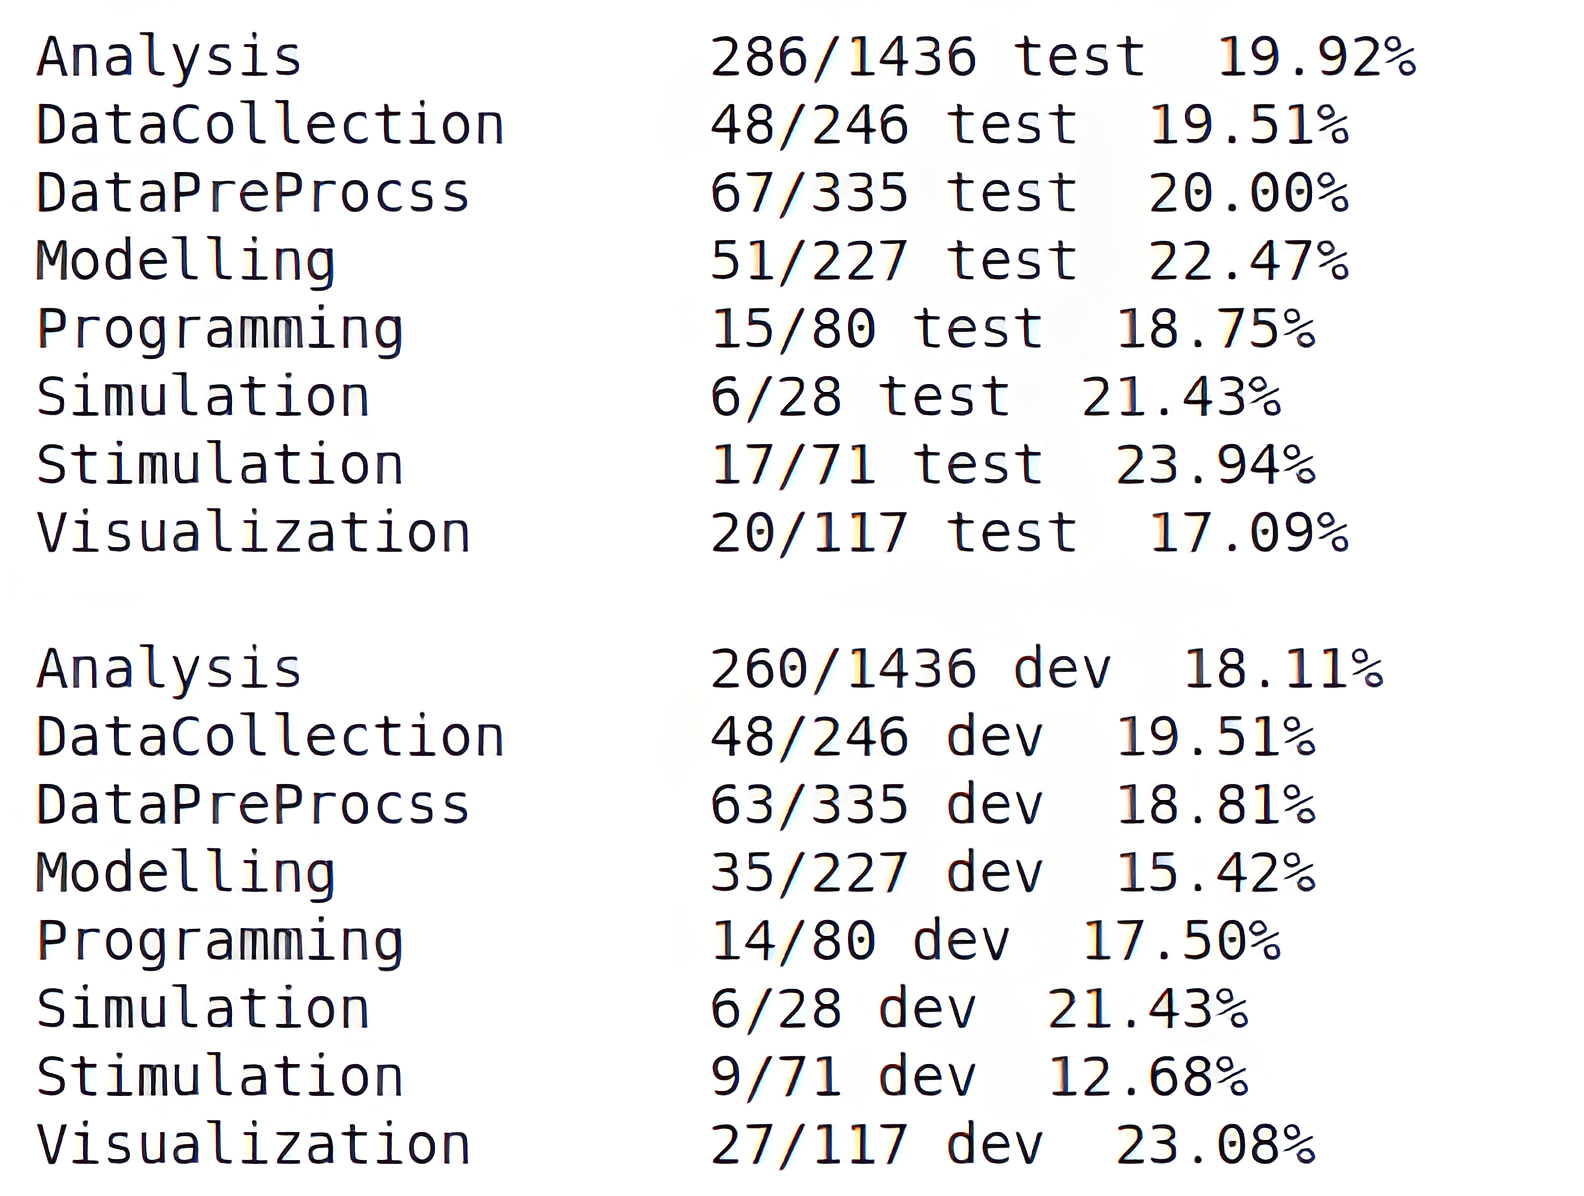 Analysis 286/1436 test 19.92%
DataCollection 48/246 test 19.51%
DataPreProcss 67/335 test 20.00%
Modelling 51/227 test 22.47%
Programming 15/80 test 18.75%
Simulation 6/28 test 21.43%
Stimulation 17/71 test 23.94%
Visualization 20/117 test 17.09%
Analysis 260/1436 dev 18.11%
DataCollection 48/246 dev 19.51%
DataPreProcss 63/335 dev 18.81%
Modelling 35/227 dev 15.42%
Programming 14/80 dev 17.50%
Simulation 6/28 dev 21.43%
Stimulation 9/71 dev 12.68%
Visualization 27/117 dev 23.08%